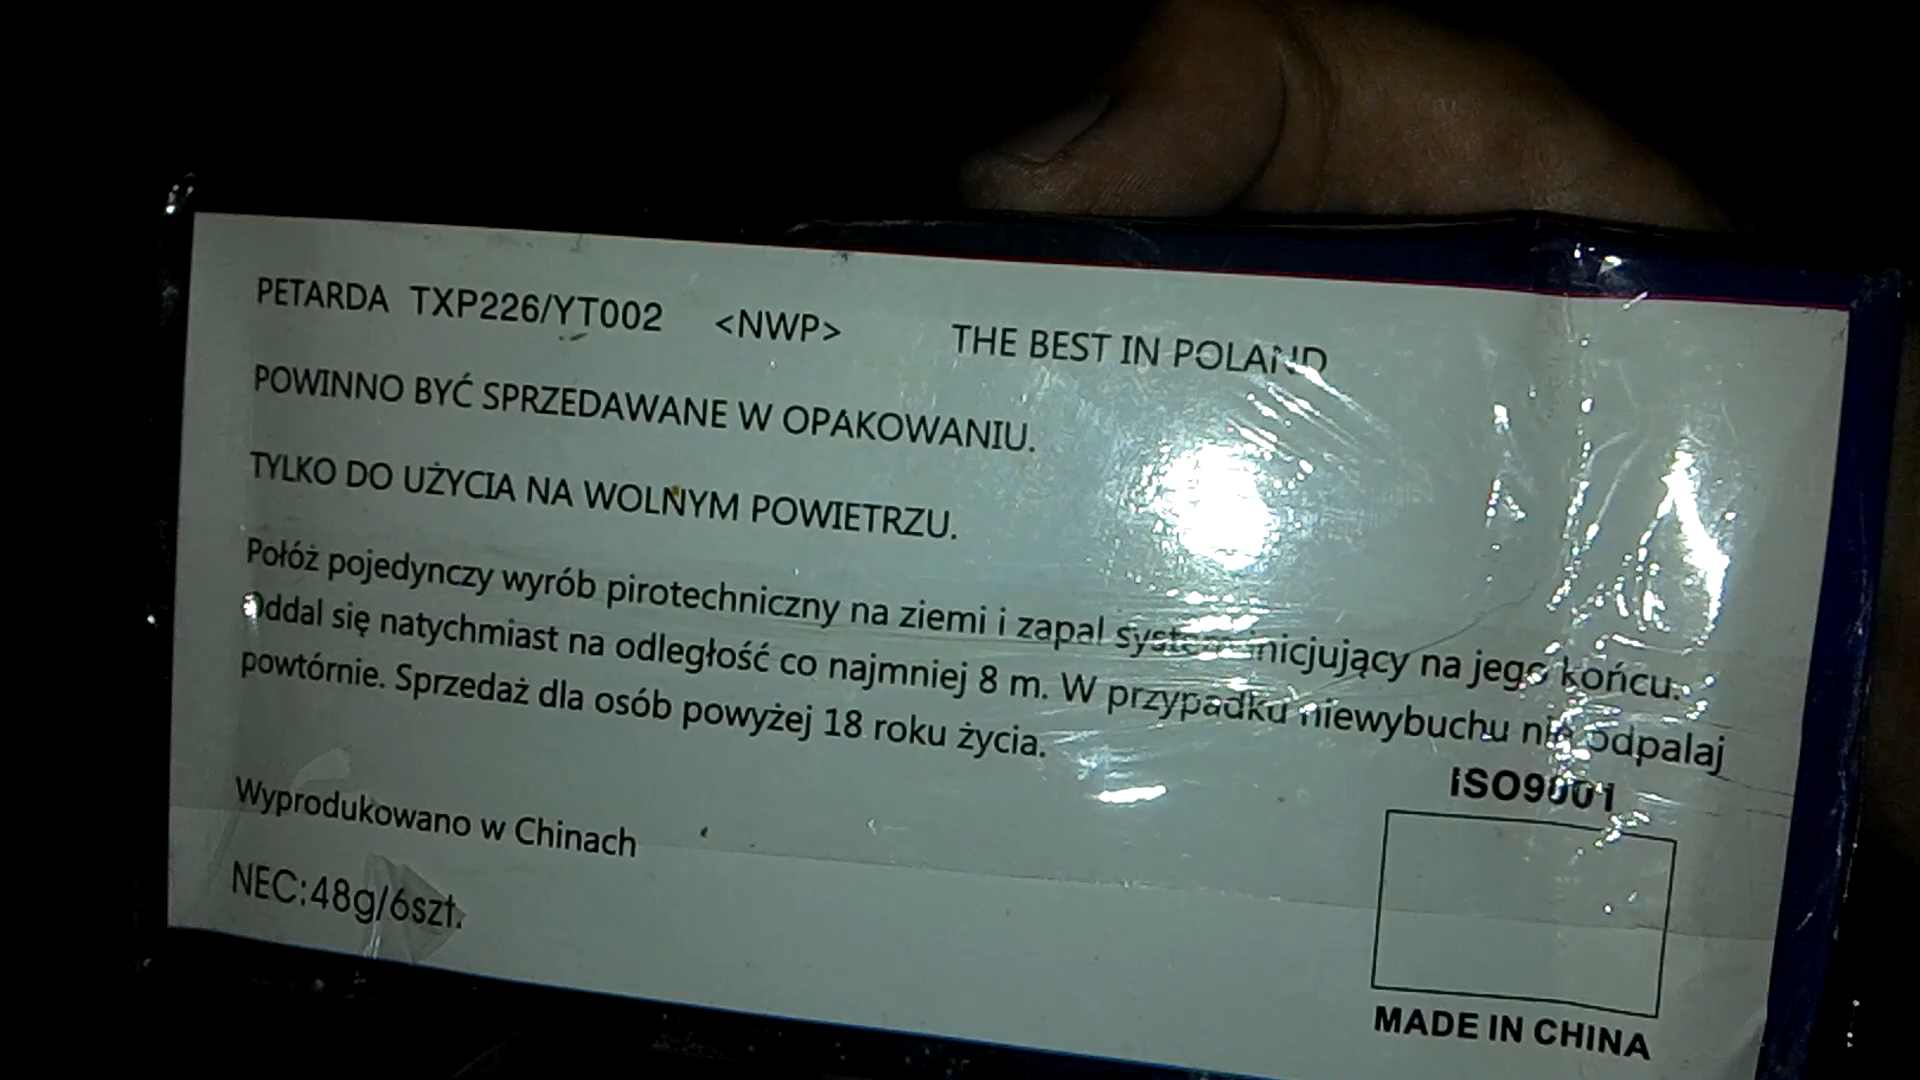 PETARDA TXP226/YT002 <NWP> THE BEST IN POLAND
POWINNO BYĆ SPRZEDAWANE W OPAKOWANIU.
TYLKO DO UŻYCIA NA WOLNYM POWIETRZU.
Połóż pojedynczy wyrób pirotechniczny na ziemi i zapal system inicjujący na jego końcu.
Oddal się natychmiast na odległość co najmniej 8 m. W przypadku niewybuchu nie odpalaj
powtórnie. Sprzedaż dla osób powyżej 18 roku życia.
ISO9001
Wyprodukowano w Chinach
NEC:48g/6szt.
MADE IN CHINA